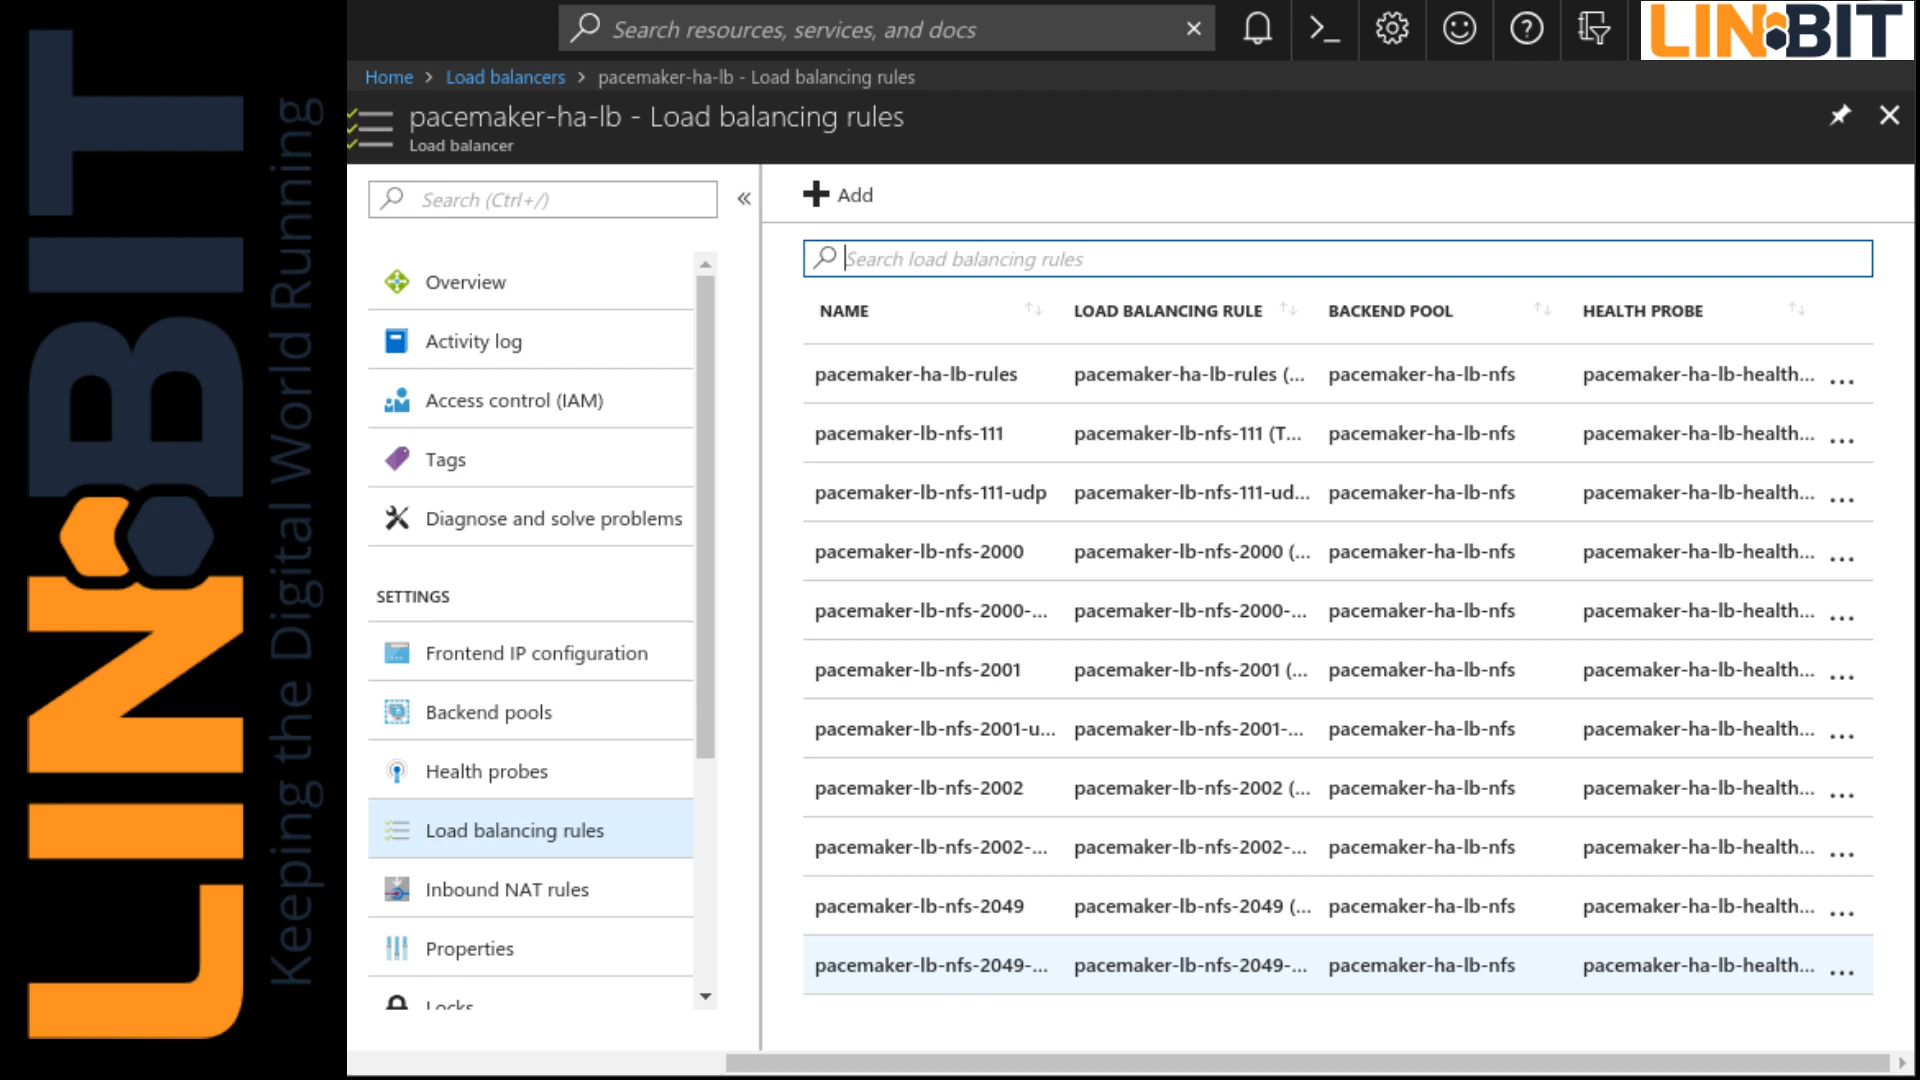 LINBIT
Keeping the Digital World Running
Search resources, services, and docs
LINBIT
Home > Load balancers > pacemaker-ha-lb - Load balancing rules
pacemaker-ha-lb - Load balancing rules
Load balancer
Search (Ctrl+/)
Overview
Activity log
Access control (IAM)
Tags
Diagnose and solve problems
SETTINGS
Frontend IP configuration
Backend pools
Health probes
Load balancing rules
Inbound NAT rules
Properties
Locks
Add
Search load balancing rules
NAME LOAD BALANCING RULE BACKEND POOL HEALTH PROBE
pacemaker-ha-lb-rules pacemaker-ha-lb-rules (... pacemaker-ha-lb-nfs pacemaker-ha-lb-health... ...
pacemaker-lb-nfs-111 pacemaker-lb-nfs-111 (T... pacemaker-ha-lb-nfs pacemaker-ha-lb-health... ...
pacemaker-lb-nfs-111-udp pacemaker-lb-nfs-111-ud... pacemaker-ha-lb-nfs pacemaker-ha-lb-health... ...
pacemaker-lb-nfs-2000 pacemaker-lb-nfs-2000 (... pacemaker-ha-lb-nfs pacemaker-ha-lb-health... ...
pacemaker-lb-nfs-2000-... pacemaker-lb-nfs-2000-... pacemaker-ha-lb-nfs pacemaker-ha-lb-health... ...
pacemaker-lb-nfs-2001 pacemaker-lb-nfs-2001 (... pacemaker-ha-lb-nfs pacemaker-ha-lb-health... ...
pacemaker-lb-nfs-2001-u... pacemaker-lb-nfs-2001-... pacemaker-ha-lb-nfs pacemaker-ha-lb-health... ...
pacemaker-lb-nfs-2002 pacemaker-lb-nfs-2002 (... pacemaker-ha-lb-nfs pacemaker-ha-lb-health... ...
pacemaker-lb-nfs-2002-... pacemaker-lb-nfs-2002-... pacemaker-ha-lb-nfs pacemaker-ha-lb-health... ...
pacemaker-lb-nfs-2049 pacemaker-lb-nfs-2049 (... pacemaker-ha-lb-nfs pacemaker-ha-lb-health... ...
pacemaker-lb-nfs-2049-... pacemaker-lb-nfs-2049-... pacemaker-ha-lb-nfs pacemaker-ha-lb-health... ...